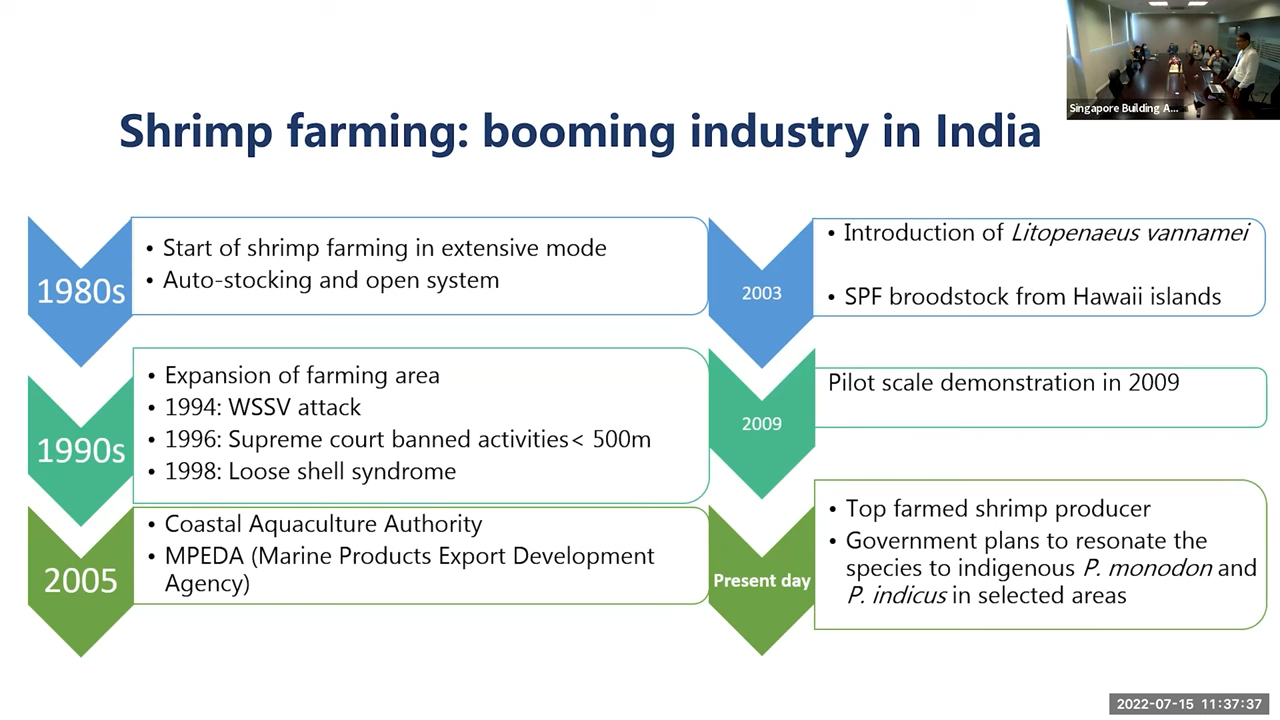 Singapore Building A...
Shrimp farming: booming industry in India
1980s
• Start of shrimp farming in extensive mode
• Auto-stocking and open system
1990s
• Expansion of farming area
• 1994: WSSV attack
• 1996: Supreme court banned activities< 500m
• 1998: Loose shell syndrome
2005
• Coastal Aquaculture Authority
• MPEDA (Marine Products Export Development
Agency)
2003
• Introduction of Litopenaeus vannamei
• SPF broodstock from Hawaii islands
2009
Pilot scale demonstration in 2009
Present day
• Top farmed shrimp producer
• Government plans to resonate the
species to indigenous P. monodon and
P. indicus in selected areas
2022-07-15 11:37:37